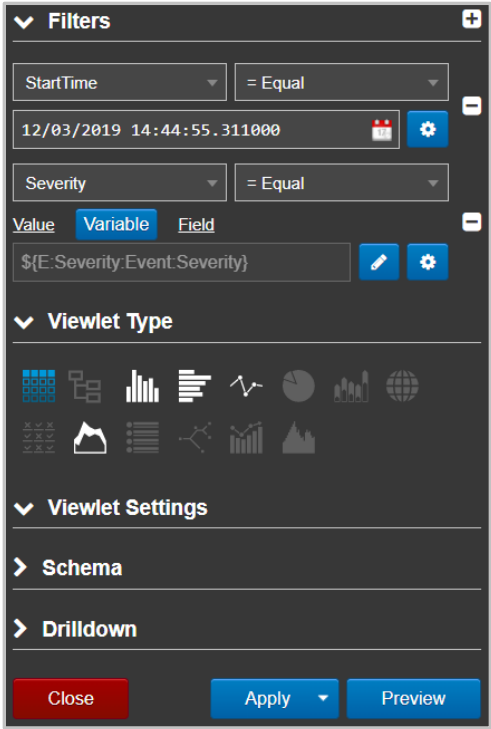 Filters
StartTime = Equal
12/03/2019 14:44:55.311000
Severity = Equal
Value Variable Field
${E:Severity:Event:Severity}
Viewlet Type
Viewlet Settings
Schema
Drilldown
Close Apply Preview